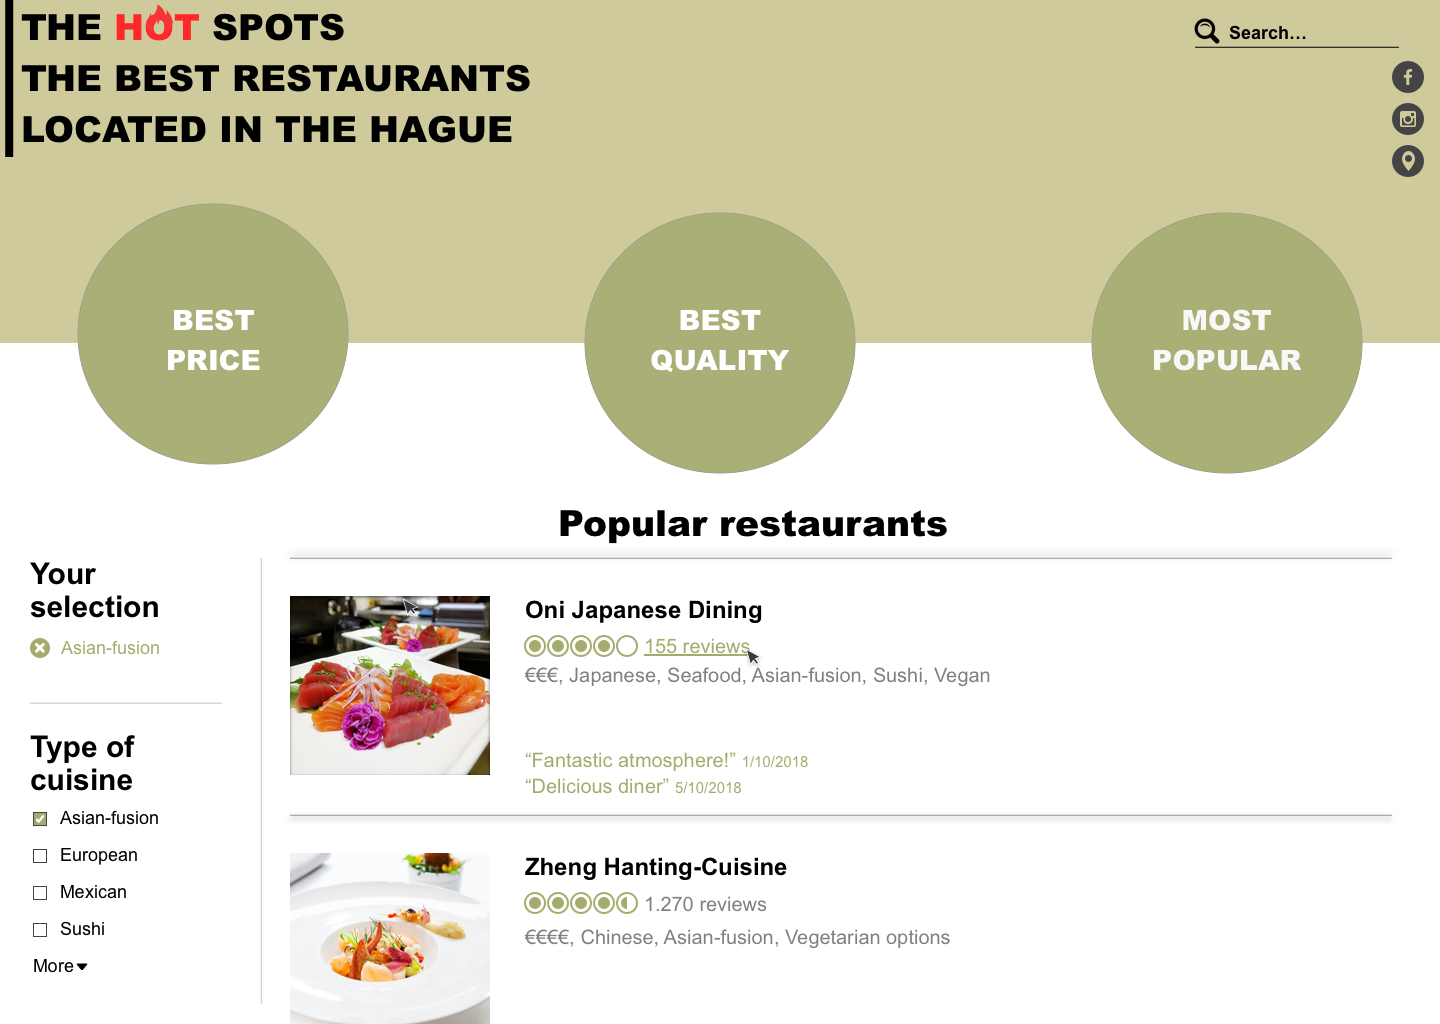 THE HOT SPOTS
THE BEST RESTAURANTS
LOCATED IN THE HAGUE
Search...
BEST
PRICE
BEST
QUALITY
MOST
POPULAR
Popular restaurants
Your
selection
Asian-fusion
Type of
cuisine
Asian-fusion
European
Mexican
Sushi
More
Oni Japanese Dining
155 reviews
€€€, Japanese, Seafood, Asian-fusion, Sushi, Vegan
“Fantastic atmosphere!” 1/10/2018
“Delicious diner” 5/10/2018
Zheng Hanting-Cuisine
1.270 reviews
€€€€, Chinese, Asian-fusion, Vegetarian options